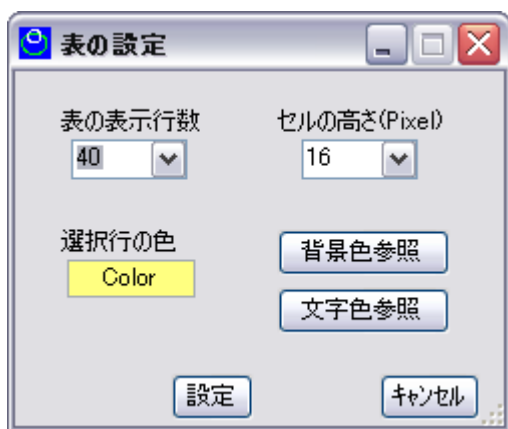 表の設定
表の表示行数 セルの高さ(Pixel)
40 16
選択行の色
Color
背景色参照
文字色参照
設定 キャンセル